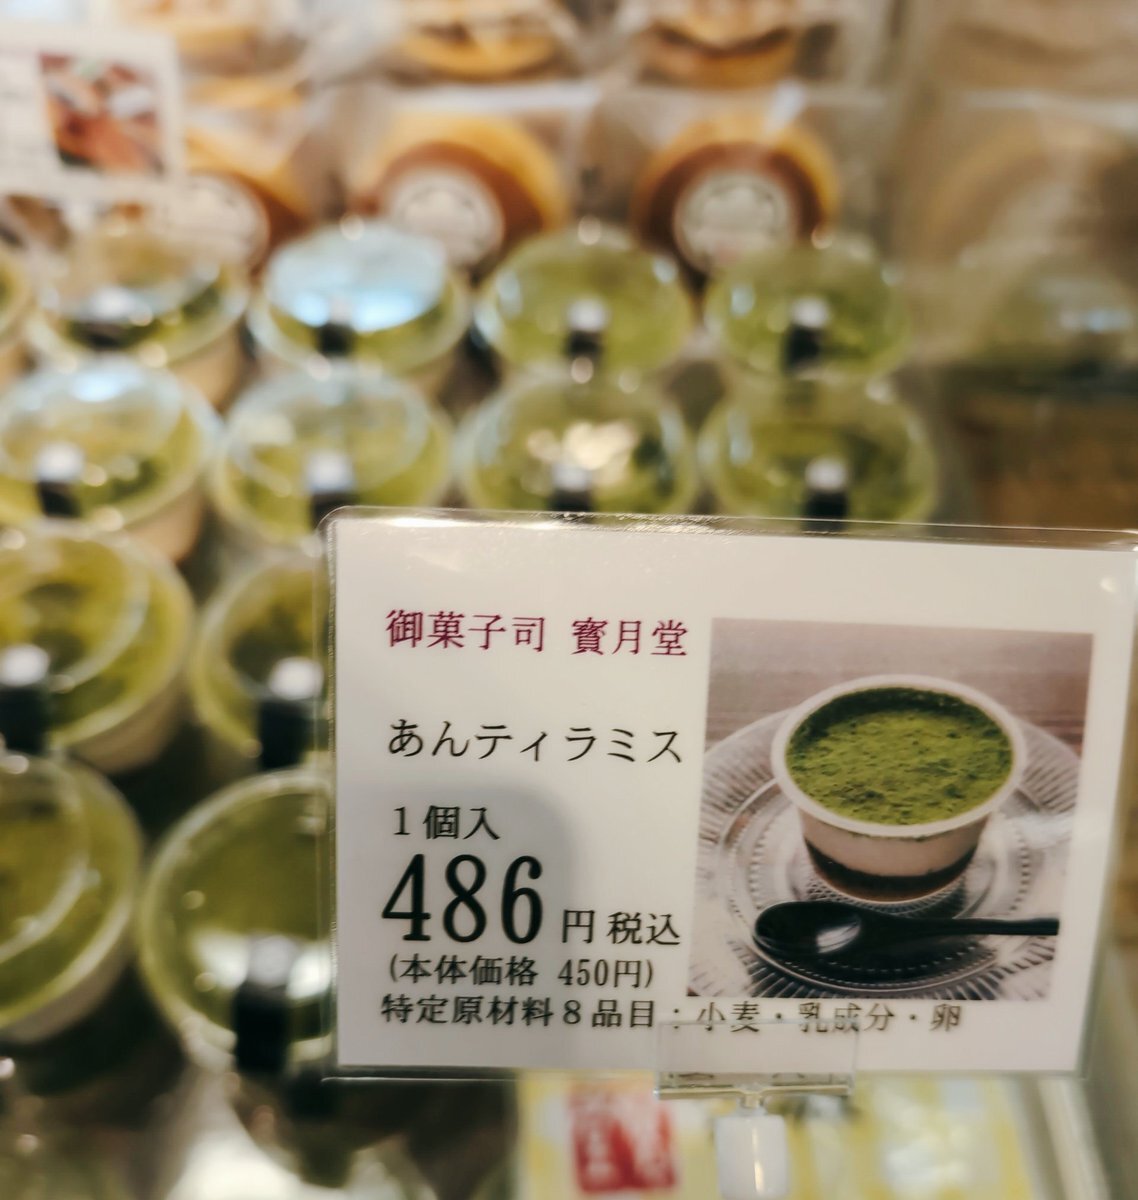 御菓子司 寳月堂
あんティラミス
1個入
486円税込
(本体価格 450円)
特定原材料8品目：小麦・乳成分・卵